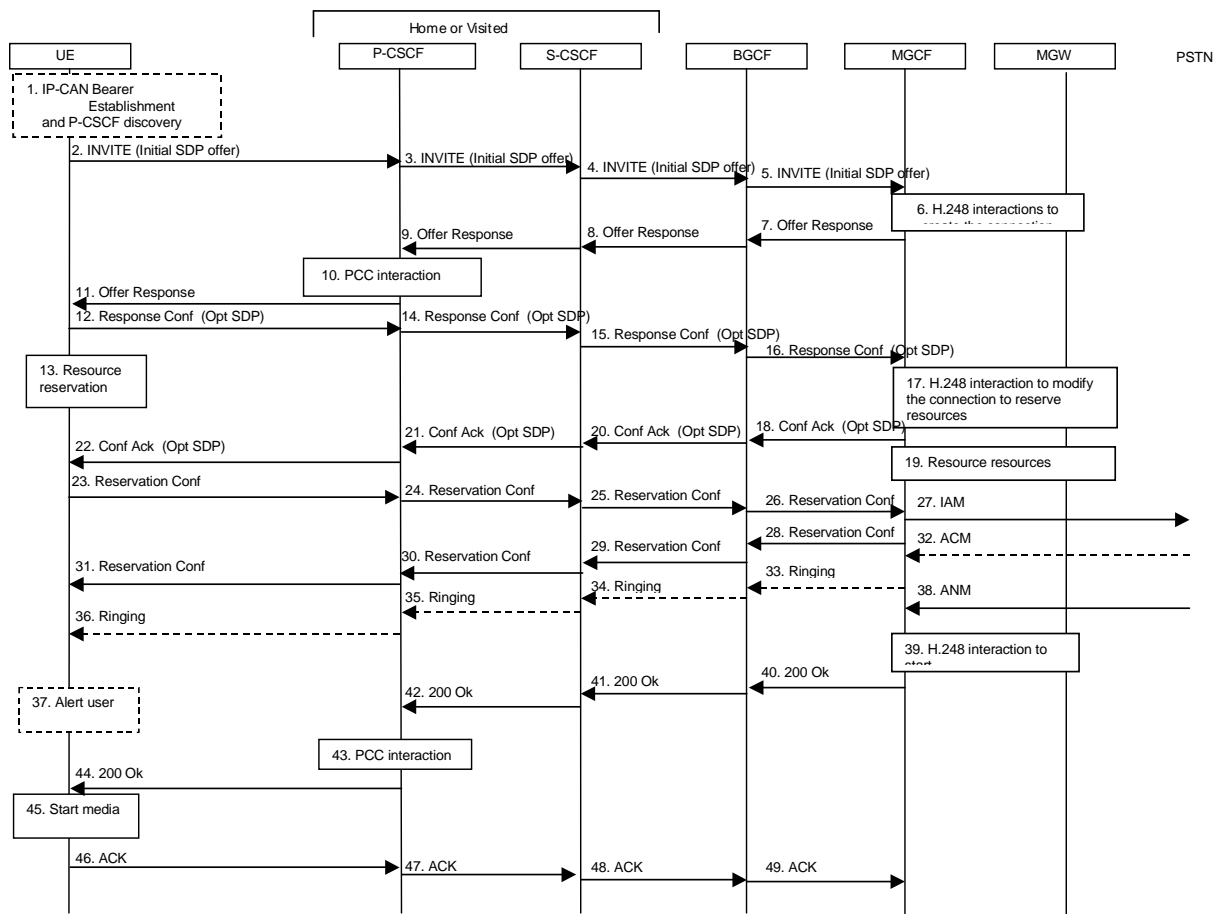 Home or Visited
UE
P-CSCF
S-CSCF
BGCF
MGCF
MGW
PSTN
1. IP-CAN Bearer
Establishment
and P-CSCF discovery
2. INVITE (Initial SDP offer)
3. INVITE (Initial SDP offer)
4. INVITE (Initial SDP offer)
5. INVITE (Initial SDP offer)
6. H.248 interactions to
7. Offer Response
8. Offer Response
9. Offer Response
10. PCC interaction
11. Offer Response
12. Response Conf (Opt SDP)
14. Response Conf (Opt SDP)
15. Response Conf (Opt SDP)
16. Response Conf (Opt SDP)
13. Resource
reservation
17. H.248 interaction to modify
the connection to reserve
resources
18. Conf Ack (Opt SDP)
20. Conf Ack (Opt SDP)
21. Conf Ack (Opt SDP)
22. Conf Ack (Opt SDP)
19. Resource resources
23. Reservation Conf
24. Reservation Conf
25. Reservation Conf
26. Reservation Conf
27. IAM
28. Reservation Conf
29. Reservation Conf
30. Reservation Conf
31. Reservation Conf
32. ACM
33. Ringing
34. Ringing
35. Ringing
36. Ringing
38. ANM
39. H.248 interaction to
37. Alert user
40. 200 Ok
41. 200 Ok
42. 200 Ok
43. PCC interaction
44. 200 Ok
45. Start media
46. ACK
47. ACK
48. ACK
49. ACK